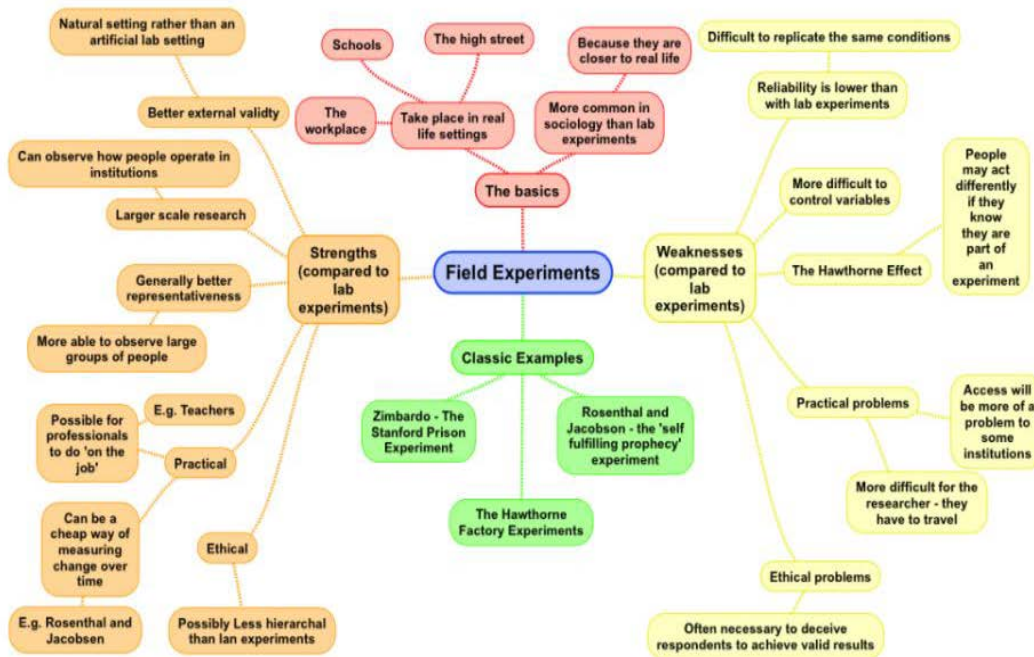 Natural setting rather than an
artificial lab setting
Better external validty
Can observe how people operate in
institutions
Larger scale research
Generally better
representativeness
More able to observe large
groups of people
E.g. Teachers
Possible for
professionals
to do 'on the
job'
Practical
Can be a
cheap way of
measuring
change over
time
E.g. Rosenthal and
Jacobsen
Ethical
Possibly Less hierarchal
than lan experiments
Strengths
(compared to
lab
experiments)
Schools
The high street
The
workplace
Take place in real
life settings
Because they are
closer to real life
More common in
sociology than lab
experiments
The basics
Field Experiments
Classic Examples
Zimbardo - The
Stanford Prison
Experiment
Rosenthal and
Jacobson - the 'self
fulfilling prophecy'
experiment
The Hawthorne
Factory Experiments
Weaknesses
(compared to
lab
experiments)
Difficult to replicate the same conditions
Reliability is lower than
with lab experiments
More difficult to
control variables
The Hawthorne Effect
People
may act
differently
if they
know
they are
part of
an
experiment
Practical problems
Access will
be more of a
problem to
some
institutions
More difficult for the
researcher - they
have to travel
Ethical problems
Often necessary to deceive
respondents to achieve valid results